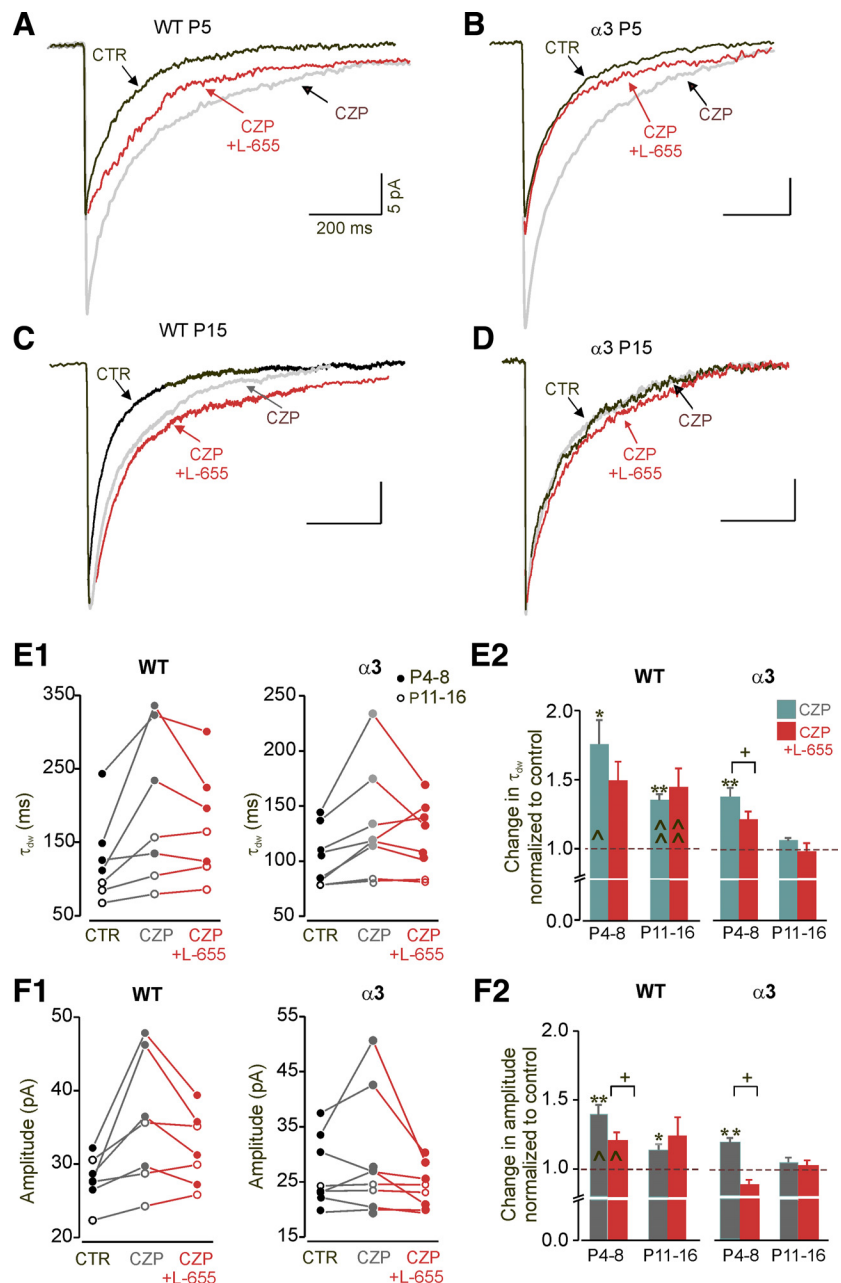 A
WT P5
CTR
CZP
+L-655
CZP
5 pA
200 ms
B
α3 P5
CTR
CZP
+L-655
CZP
C
WT P15
CTR
CZP
CZP
+L-655
D
α3 P15
CTR
CZP
CZP
+L-655
E1
WT
α3
P4-8
P11-16
350
250
150
50
τdw (ms)
CTR
CZP
CZP
+L-655
250
200
150
100
50
τdw (ms)
CTR
CZP
CZP
+L-655
E2
WT
α3
CZP
CZP
+L-655
2.0
1.5
1.0
0.0
Change in τdw
normalized to control
*
**
**
+
^
^ ^
^ ^
P4-8
P11-16
P4-8
P11-16
F1
WT
α3
50
40
30
20
Amplitude (pA)
CTR
CZP
CZP
+L-655
55
45
35
25
15
Amplitude (pA)
CTR
CZP
CZP
+L-655
F2
WT
α3
2.0
1.5
1.0
0.0
Change in amplitude
normalized to control
**
+
*
**
+
^ ^
P4-8
P11-16
P4-8
P11-16